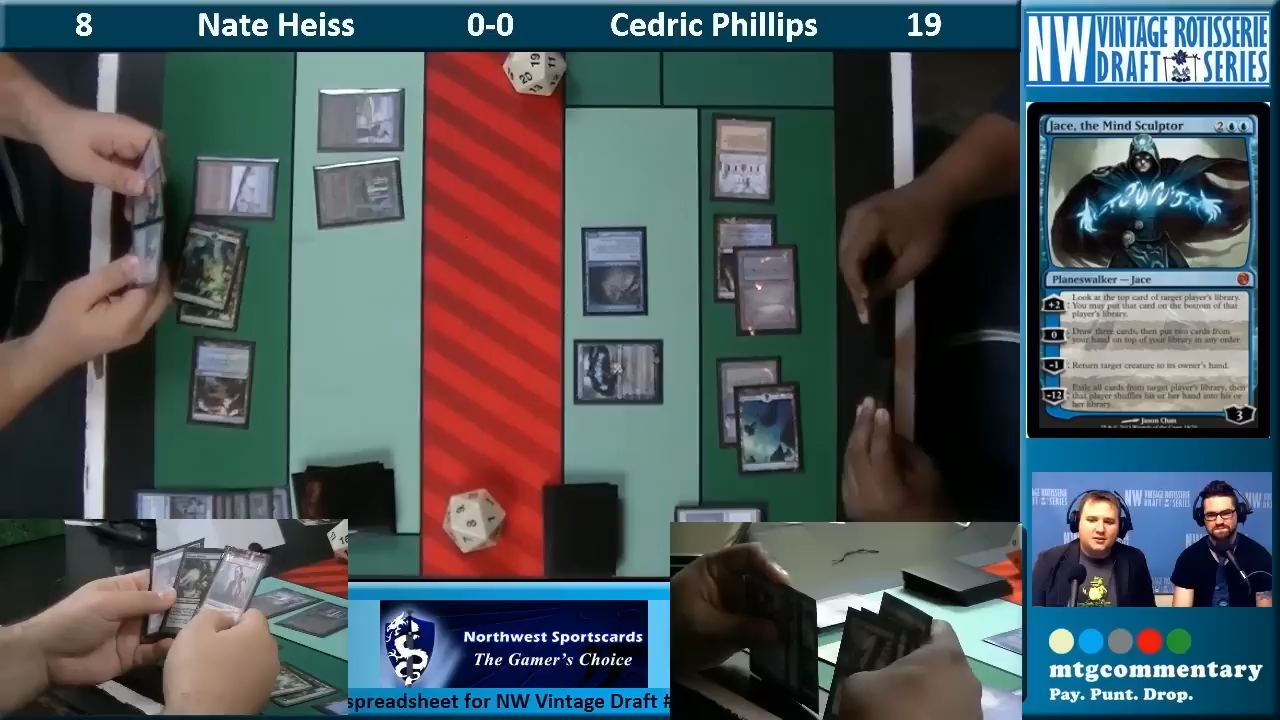 8 Nate Heiss 0-0 Cedric Phillips 19
NW VINTAGE ROTISSERIE
DRAFT SERIES
Jace, the Mind Sculptor 2
Planeswalker — Jace
+2: Look at the top card of target player's library.
You may put that card on the bottom of that
player's library.
0: Draw three cards, then put two cards from
your hand on top of your library in any order
-1: Return target creature to its owner's hand.
-12: Exile all cards from target player's library, then
that player shuffles his or her hand into his or
her library.
3
Jason Chan
Northwest Sportscards
The Gamer's Choice
spreadsheet for NW Vintage Draft #
mtgcommentary
Pay. Punt. Drop.